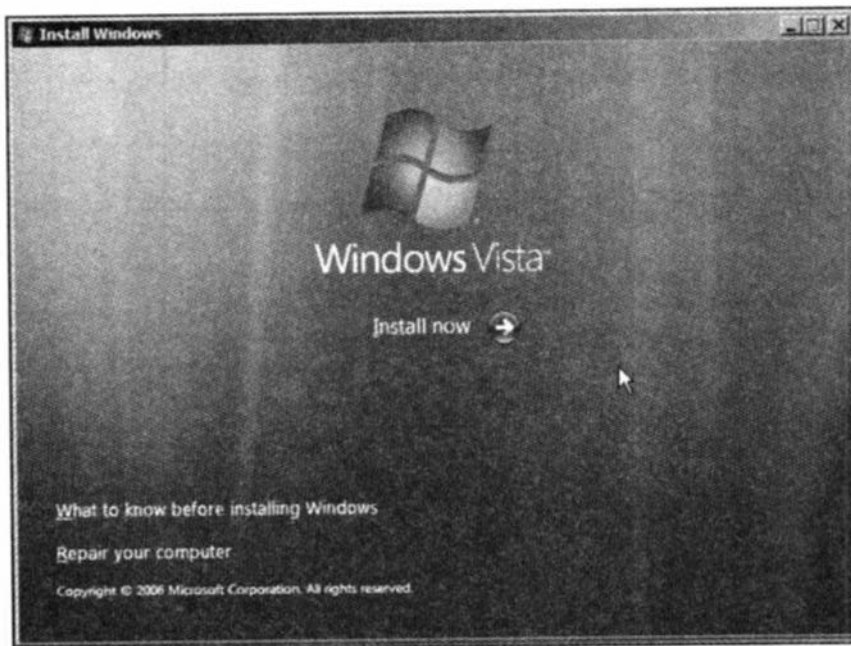 Install Windows
Windows Vista™
Install now
What to know before installing Windows
Repair your computer
Copyright © 2006 Microsoft Corporation. All rights reserved.